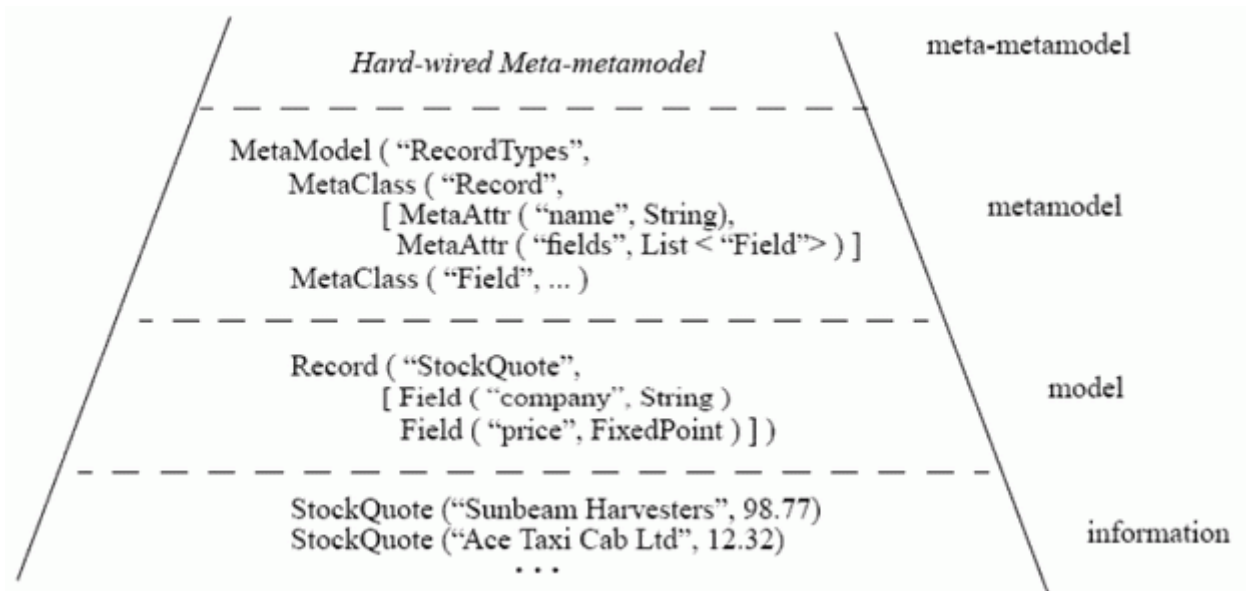 meta-metamodel
Hard-wired Meta-metamodel
MetaModel ( “RecordTypes”,
MetaClass ( “Record”,
[ MetaAttr ( “name”, String),
MetaAttr ( “fields”, List < “Field”> ) ]
MetaClass ( “Field”, ... )
metamodel
Record ( “StockQuote”,
[ Field ( “company”, String )
Field ( “price”, FixedPoint ) ] )
model
StockQuote (“Sunbeam Harvesters”, 98.77)
StockQuote (“Ace Taxi Cab Ltd”, 12.32)
. . .
information